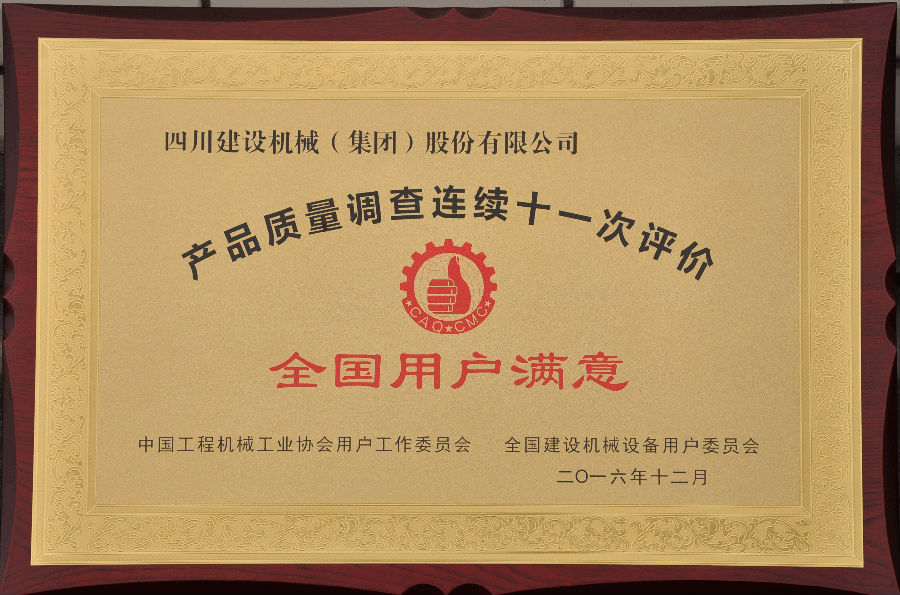 四川建设机械（集团）股份有限公司
产品质量调查连续十一次评价
CAQ★CMC
全国用户满意
中国工程机械工业协会用户工作委员会 全国建设机械设备用户委员会
二〇一六年十二月